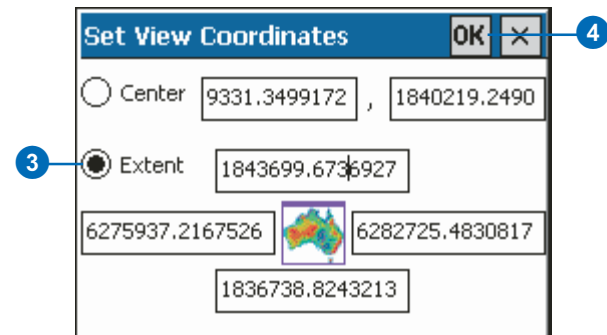 Set View Coordinates OK ×
4
Center 9331.3499172 , 1840219.2490
3
Extent 1843699.6736927
6275937.2167526 6282725.4830817
1836738.8243213